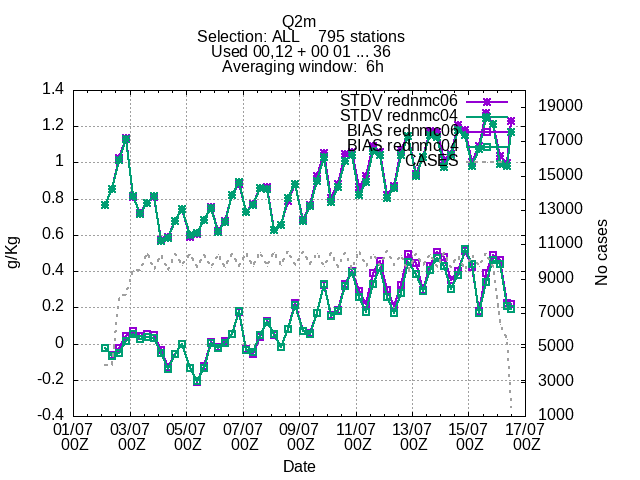 Q2m
Selection: ALL    795 stations
Used 00,12 + 00 01 ... 36
Averaging window:  6h
STDV rednmc06
STDV rednmc04
BIAS rednmc06
BIAS rednmc04
CASES
1.4
1.2
1
0.8
0.6
0.4
0.2
0
-0.2
-0.4
g/Kg
19000
17000
15000
13000
11000
9000
7000
5000
3000
1000
No cases
01/07 03/07 05/07 07/07 09/07 11/07 13/07 15/07 17/07
00Z 00Z 00Z 00Z 00Z 00Z 00Z 00Z 00Z
Date